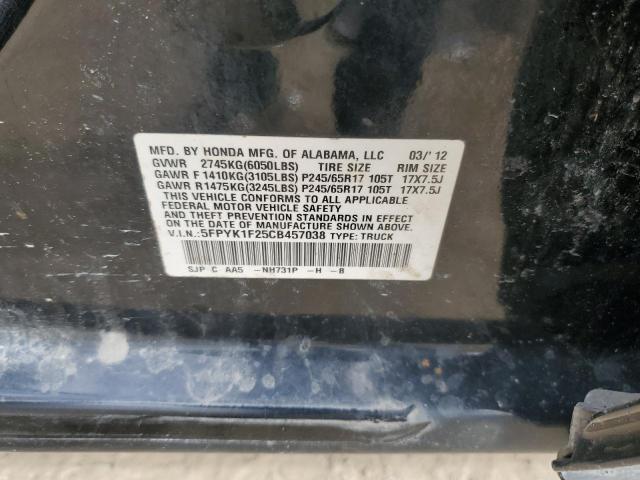 MFD. BY HONDA MFG. OF ALABAMA, LLC 03/'12
GVWR 2745KG(6050LBS) TIRE SIZE RIM SIZE
GAWR F 1410KG(3105LBS) P245/65R17 105T 17X7.5J
GAWR R1475KG(3245LBS) P245/65R17 105T 17X7.5J
THIS VEHICLE CONFORMS TO ALL APPLICABLE
FEDERAL MOTOR VEHICLE SAFETY
AND THEFT PREVENTION STANDARDS IN EFFECT
ON THE DATE OF MANUFACTURE SHOWN ABOVE.
V.I.N.:5FPYK1F25CB457038 TYPE: TRUCK
SJP C AA5 -NH731P -H -B